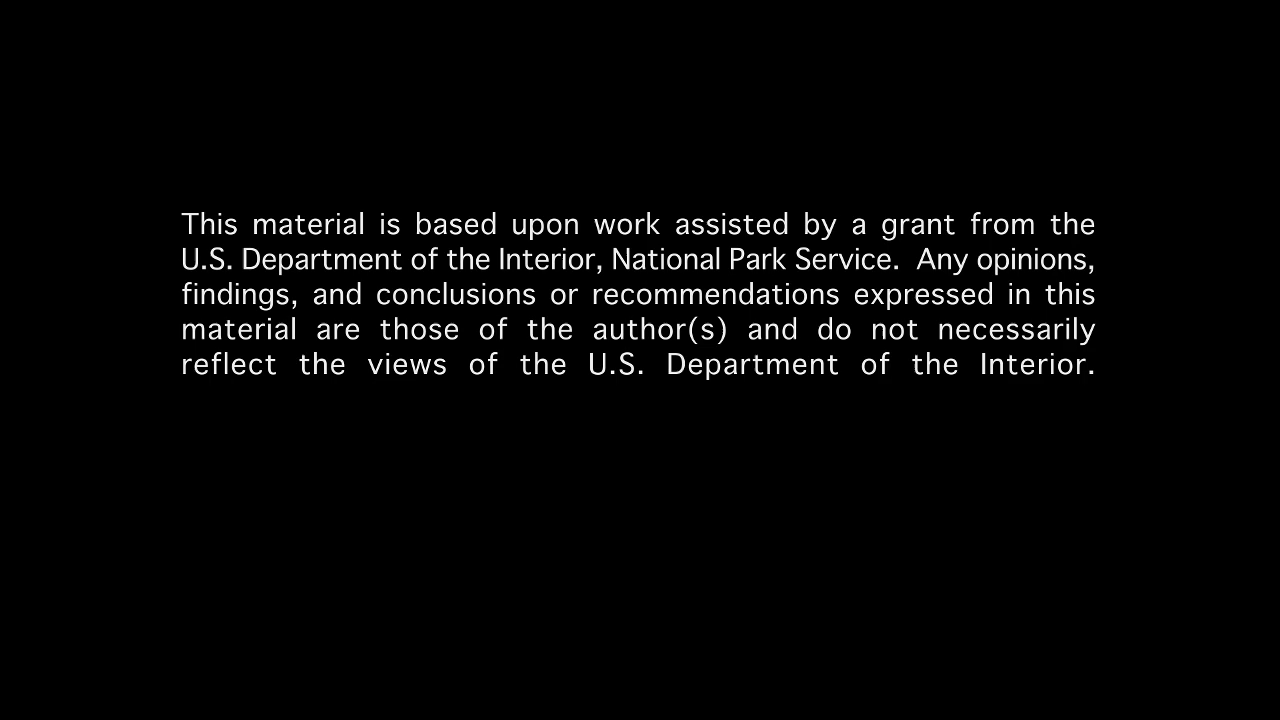 This material is based upon work assisted by a grant from the
U.S. Department of the Interior, National Park Service.  Any opinions,
findings, and conclusions or recommendations expressed in this
material are those of the author(s) and do not necessarily
reflect the views of the U.S. Department of the Interior.